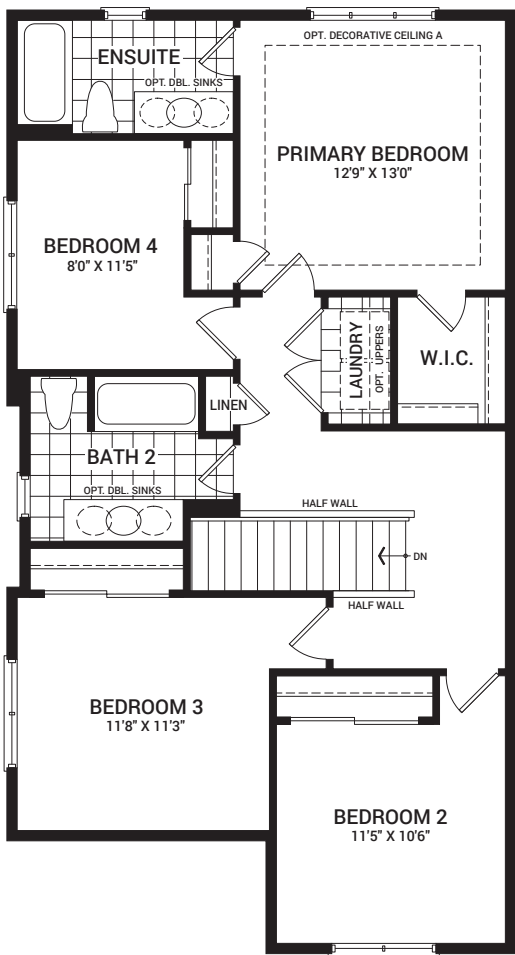 OPT. DECORATIVE CEILING A
ENSUITE
OPT. DBL. SINKS
PRIMARY BEDROOM
12'9" X 13'0"
BEDROOM 4
8'0" X 11'5"
LAUNDRY
OPT. UPPERS
W.I.C.
LINEN
BATH 2
OPT. DBL. SINKS
HALF WALL
DN
HALF WALL
BEDROOM 3
11'8" X 11'3"
BEDROOM 2
11'5" X 10'6"